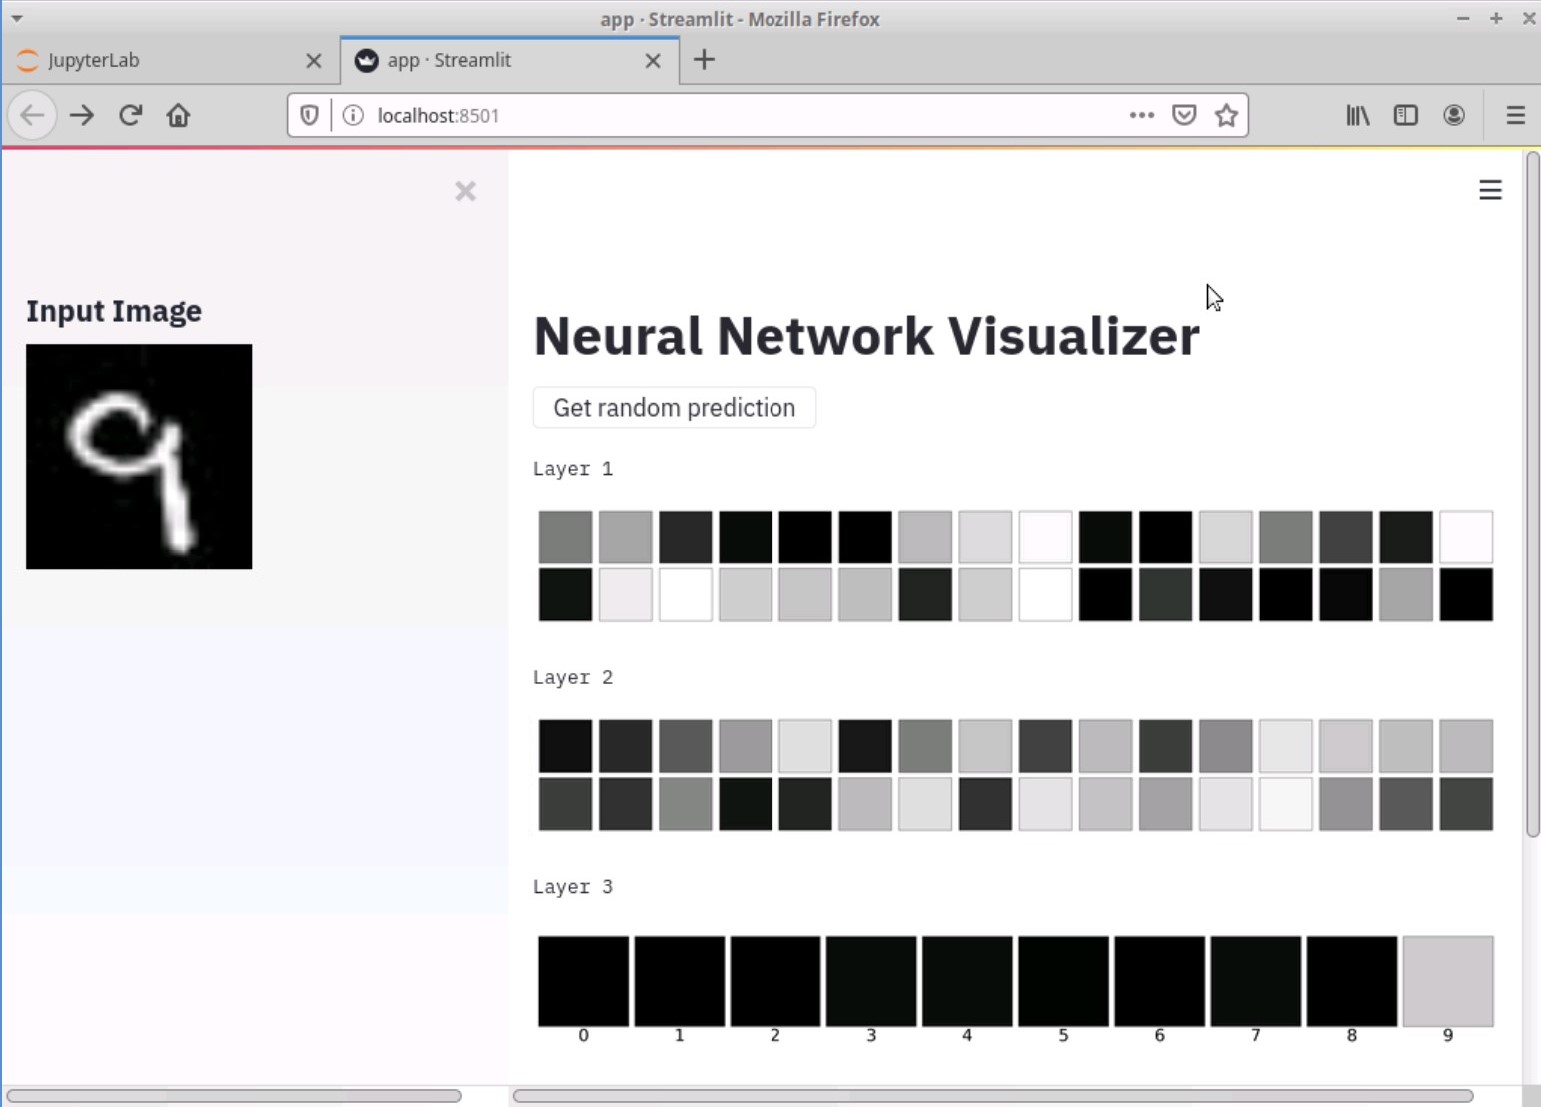 app · Streamlit - Mozilla Firefox
JupyterLab
app · Streamlit
localhost:8501
Input Image
9
Neural Network Visualizer
Get random prediction
Layer 1
Layer 2
Layer 3
0 1 2 3 4 5 6 7 8 9